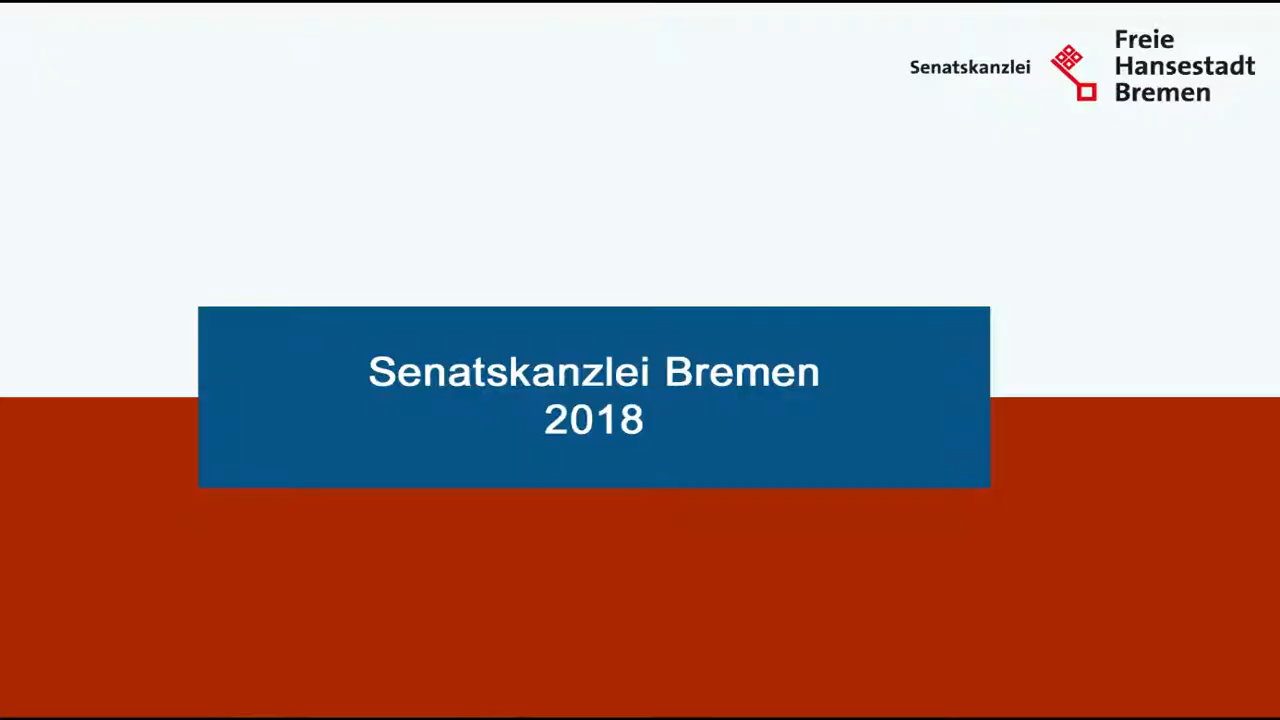 Senatskanzlei
Freie
Hansestadt
Bremen
Senatskanzlei Bremen
2018